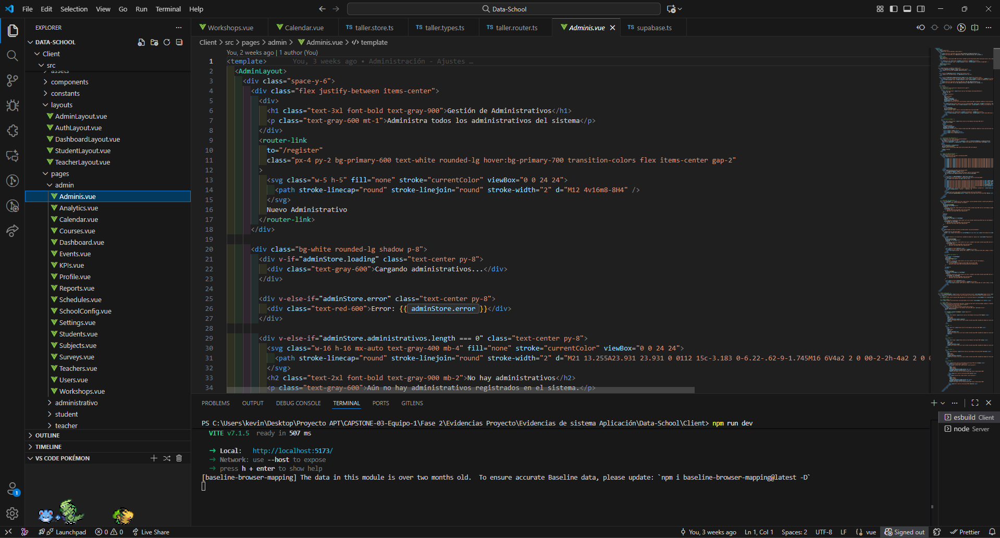 File Edit Selection View Go Run Terminal Help
Data-School
EXPLORER
DATA-SCHOOL
Client
src
assets
components
constants
layouts
AdminLayout.vue
AuthLayout.vue
DashboardLayout.vue
StudentLayout.vue
TeacherLayout.vue
pages
admin
Adminis.vue
Analytics.vue
Calendar.vue
Courses.vue
Dashboard.vue
Events.vue
KPIs.vue
Profile.vue
Reports.vue
Schedules.vue
SchoolConfig.vue
Settings.vue
Students.vue
Subjects.vue
Surveys.vue
Teachers.vue
Users.vue
Workshops.vue
administrativo
student
teacher
OUTLINE
TIMELINE
VS CODE POKÉMON
Workshops.vue Calendar.vue TS taller.store.ts TS taller.types.ts TS taller.router.ts Adminis.vue TS supabase.ts
Client > src > pages > admin > Adminis.vue > template
You, 2 weeks ago | 1 author (You)
1 <template> You, 3 weeks ago • Administración - Ajustes …
2 <AdminLayout>
3 <div class="space-y-6">
4 <div class="flex justify-between items-center">
5 <div>
6 <h1 class="text-3xl font-bold text-gray-900">Gestión de Administrativos</h1>
7 <p class="text-gray-600 mt-1">Administra todos los administrativos del sistema</p>
8 </div>
9 <router-link
10 to="/register"
11 class="px-4 py-2 bg-primary-600 text-white rounded-lg hover:bg-primary-700 transition-colors flex items-center gap-2"
12 >
13 <svg class="w-5 h-5" fill="none" stroke="currentColor" viewBox="0 0 24 24">
14 <path stroke-linecap="round" stroke-linejoin="round" stroke-width="2" d="M12 4v16m8-8H4" />
15 </svg>
16 Nuevo Administrativo
17 </router-link>
18 </div>
19
20 <div class="bg-white rounded-lg shadow p-8">
21 <div v-if="adminStore.loading" class="text-center py-8">
22 <div class="text-gray-600">Cargando administrativos...</div>
23 </div>
24
25 <div v-else-if="adminStore.error" class="text-center py-8">
26 <div class="text-red-600">Error: {{ adminStore.error }}</div>
27 </div>
28
29 <div v-else-if="adminStore.administrativos.length === 0" class="text-center py-8">
30 <svg class="w-16 h-16 mx-auto text-gray-400 mb-4" fill="none" stroke="currentColor" viewBox="0 0 24 24">
31 <path stroke-linecap="round" stroke-linejoin="round" stroke-width="2" d="M21 13.255A23.931 23.931 0 0112 15c-3.183 0-6.22-.62-9-1.745M16 6V4a2 2 0 00-2-2h-4a2 2 0
32 </svg>
33 <h2 class="text-2xl font-bold text-gray-900 mb-2">No hay administrativos</h2>
34 <p class="text-gray-600">Aún no hay administrativos registrados en el sistema.</p>
PROBLEMS OUTPUT DEBUG CONSOLE TERMINAL PORTS GITLENS
PS C:\Users\kevin\Desktop\Proyecto APT\CAPSTONE-03-Equipo-1\Fase 2\Evidencias Proyecto\Evidencias de sistema Aplicación\Data-School\Client> npm run dev
VITE v7.1.5 ready in 507 ms
➜ Local: http://localhost:5173/
➜ Network: use --host to expose
➜ press h + enter to show help
[baseline-browser-mapping] The data in this module is over two months old. To ensure accurate Baseline data, please update: `npm i baseline-browser-mapping@latest -D`
esbuild Client
node Server
1
Launchpad 0 0 Live Share
You, 3 weeks ago Ln 1, Col 1 Spaces: 2 UTF-8 LF vue Signed out Prettier